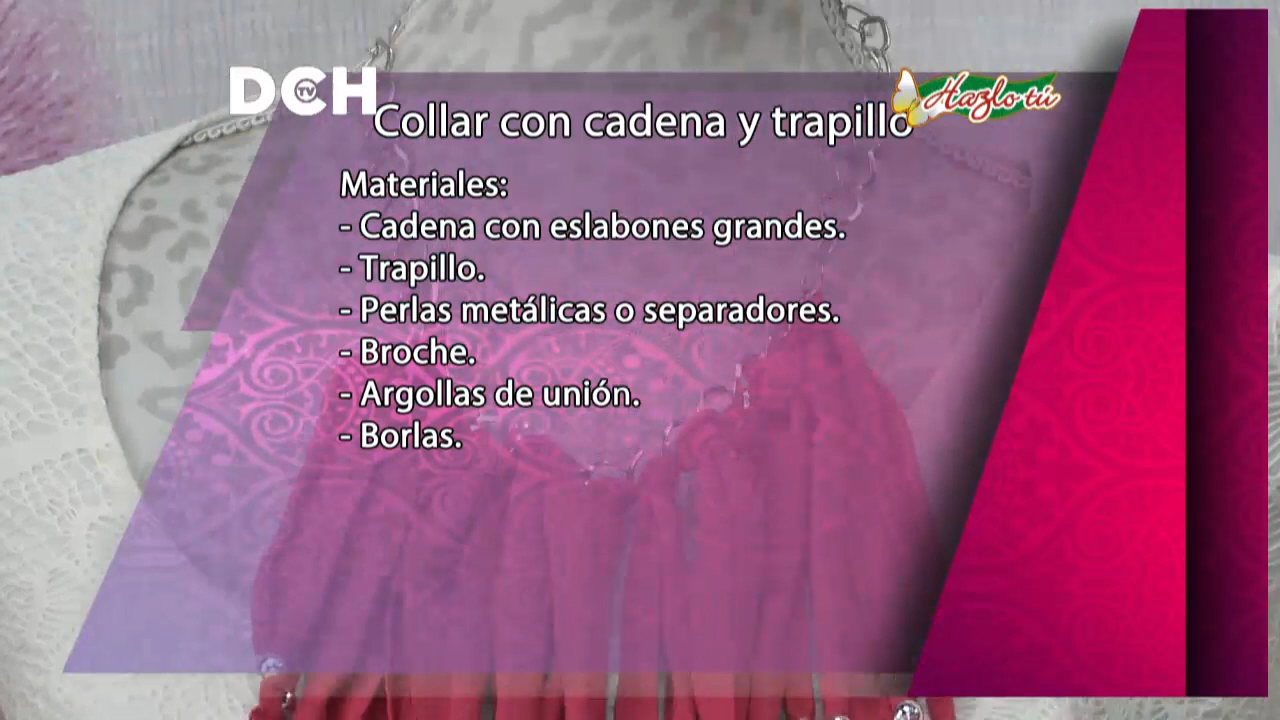 DCH
TV
Hazlo tú
Collar con cadena y trapillo
Materiales:
- Cadena con eslabones grandes.
- Trapillo.
- Perlas metálicas o separadores.
- Broche.
- Argollas de unión.
- Borlas.